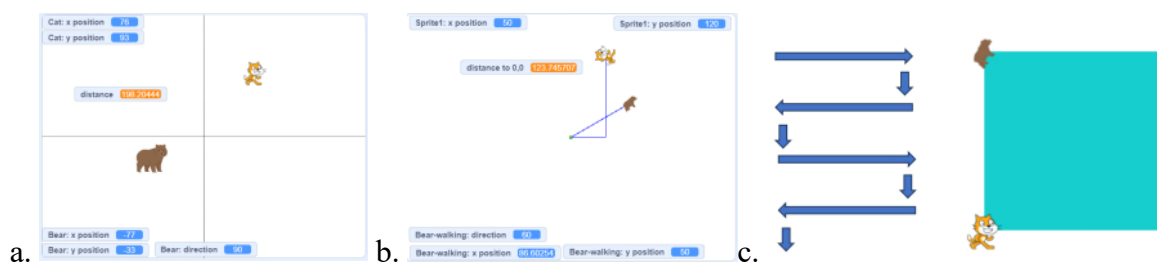 Cat: x position 76
Cat: y position 93
distance 198.20444
Bear: x position -77
Bear: y position -33 Bear: direction 90
a.
Sprite1: x position 50 Sprite1: y position 120
distance to 0,0 123.745707
Bear-walking: direction 60
Bear-walking: x position 86.60254 Bear-walking: y position 50
b.
c.